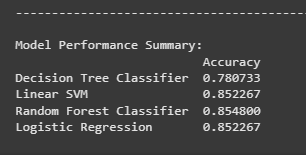 --------------------------------------------
Model Performance Summary:
Accuracy
Decision Tree Classifier 0.780733
Linear SVM 0.852267
Random Forest Classifier 0.854800
Logistic Regression 0.852267